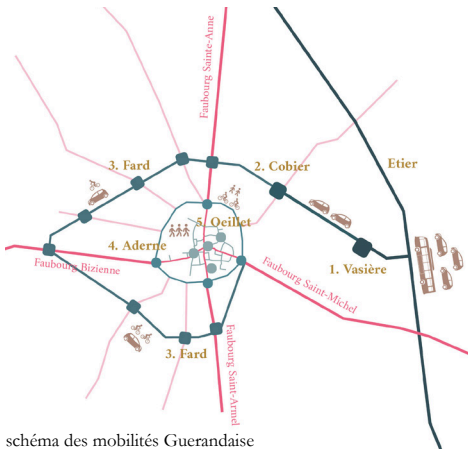 Faubourg Sainte-Anne
3. Fard
2. Cobier
Etier
5. Oeillet
4. Aderne
Faubourg Bizienne
1. Vasière
Faubourg Saint-Michel
3. Fard
Faubourg Saint-Armel
schéma des mobilités Guerandaise